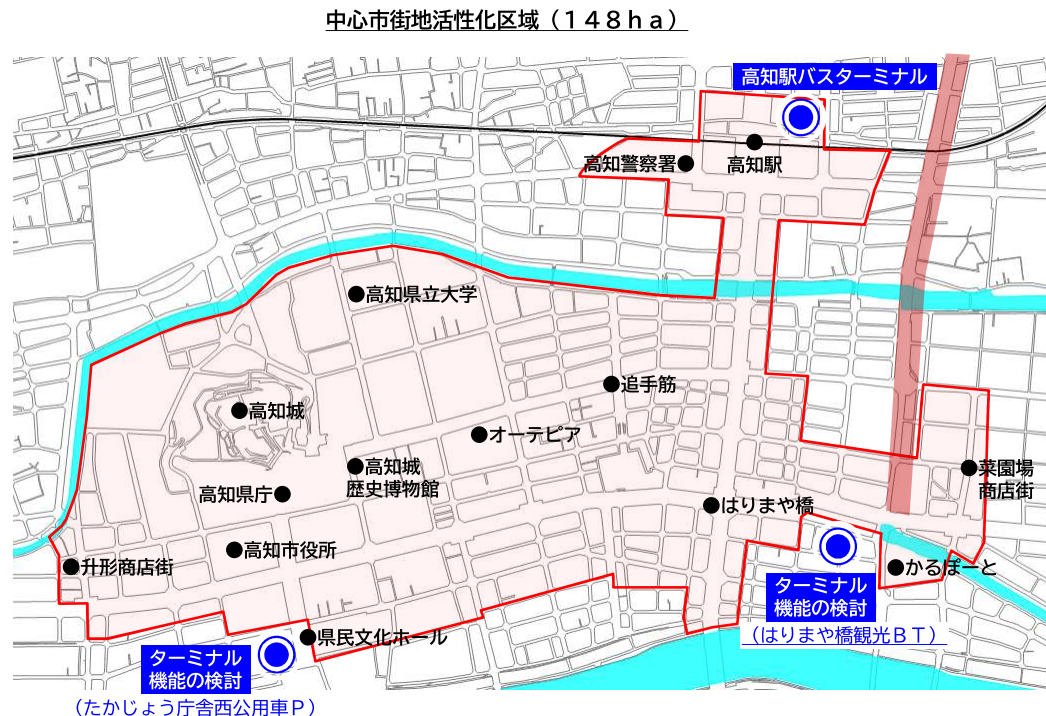 中心市街地活性化区域（１４８ｈａ）
高知駅バスターミナル
高知警察署
高知駅
高知県立大学
追手筋
高知城
オーテピア
高知城
歴史博物館
菜園場
商店街
高知県庁
はりまや橋
高知市役所
升形商店街
かるぽーと
ターミナル
機能の検討
（はりまや橋観光ＢＴ）
県民文化ホール
ターミナル
機能の検討
（たかじょう庁舎西公用車Ｐ）